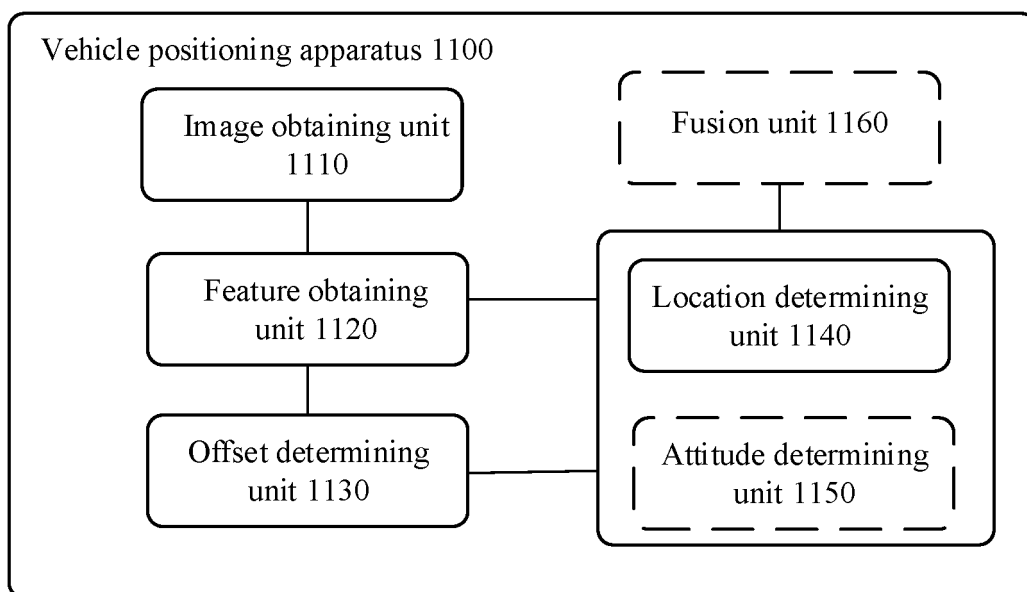 Vehicle positioning apparatus 1100
Image obtaining unit
1110
Fusion unit 1160
Feature obtaining
unit 1120
Location determining
unit 1140
Offset determining
unit 1130
Attitude determining
unit 1150